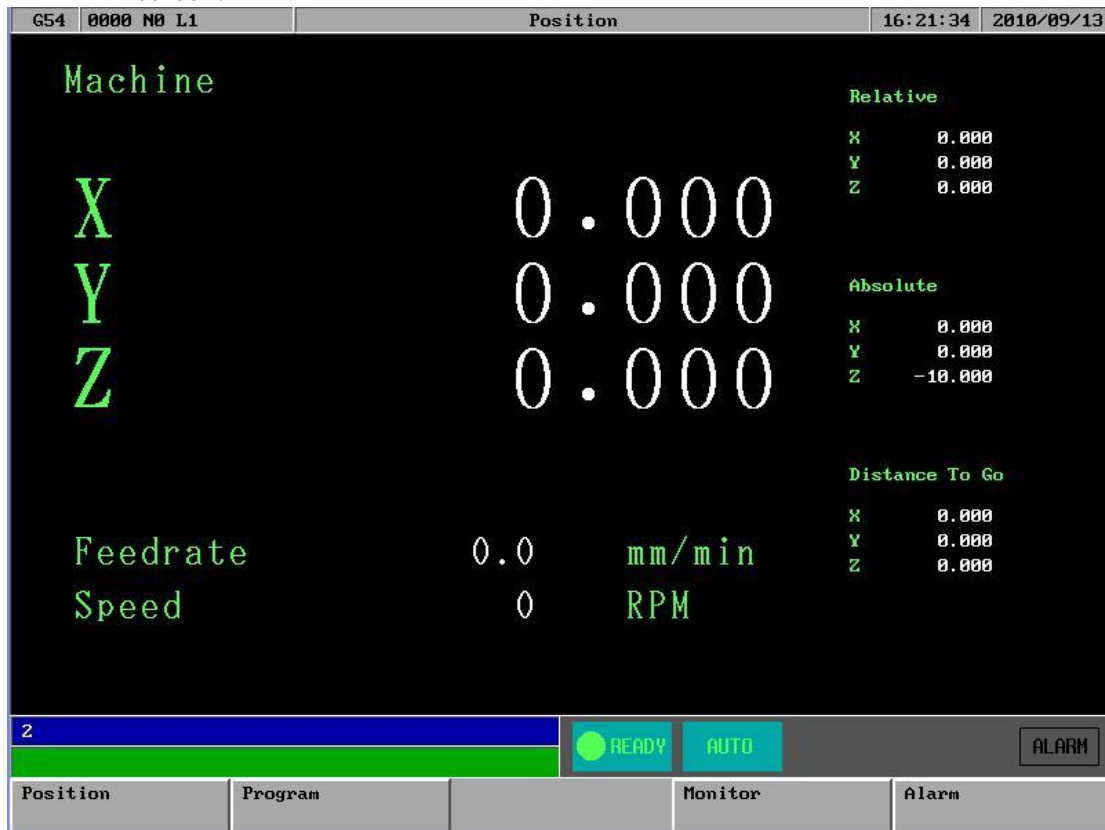 G54 0000 N0 L1 Position 16:21:34 2010/09/13
Machine
X 0.000
Y 0.000
Z 0.000
Feedrate 0.0 mm/min
Speed 0 RPM
Relative
X 0.000
Y 0.000
Z 0.000
Absolute
X 0.000
Y 0.000
Z -10.000
Distance To Go
X 0.000
Y 0.000
Z 0.000
2
READY AUTO ALARM
Position Program Monitor Alarm